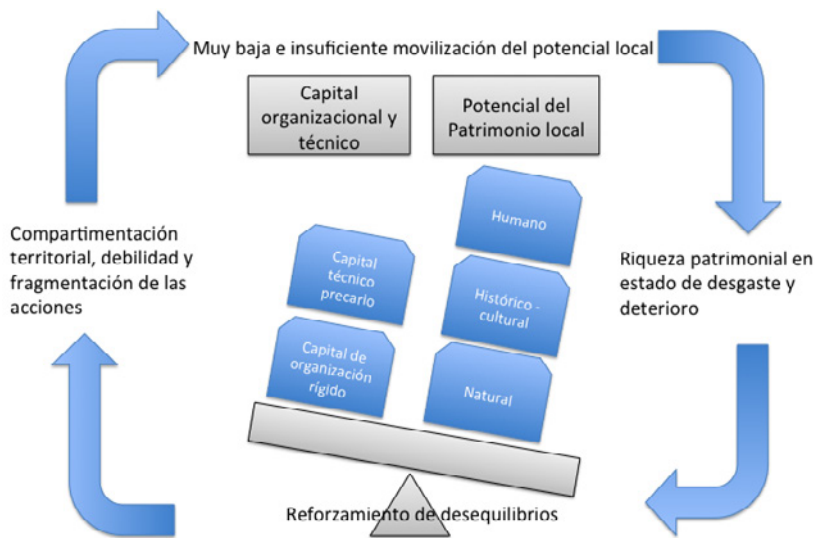 Muy baja e insuficiente movilización del potencial local
Capital
organizacional y
técnico
Potencial del
Patrimonio local
Humano
Capital
técnico
precario
Histórico -
cultural
Capital de
organización
rígido
Natural
Compartimentación
territorial, debilidad y
fragmentación de las
acciones
Riqueza patrimonial en
estado de desgaste y
deterioro
Reforzamiento de desequilibrios